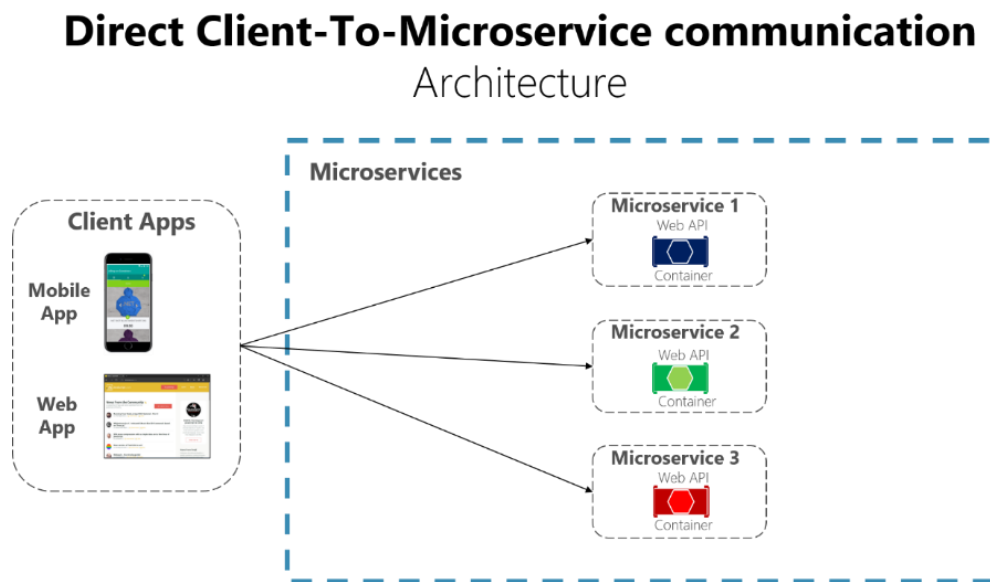 Direct Client-To-Microservice communication
Architecture
Microservices
Client Apps
Mobile
App
Web
App
Microservice 1
Web API
Container
Microservice 2
Web API
Container
Microservice 3
Web API
Container